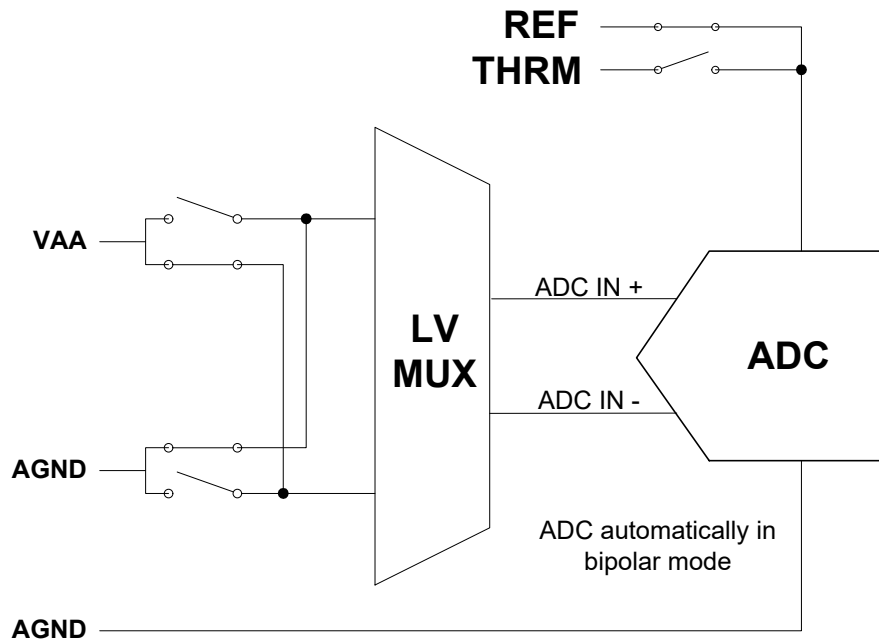 REF
THRM
VAA
ADC IN +
LV
MUX
ADC
ADC IN -
AGND
ADC automatically in
bipolar mode
AGND